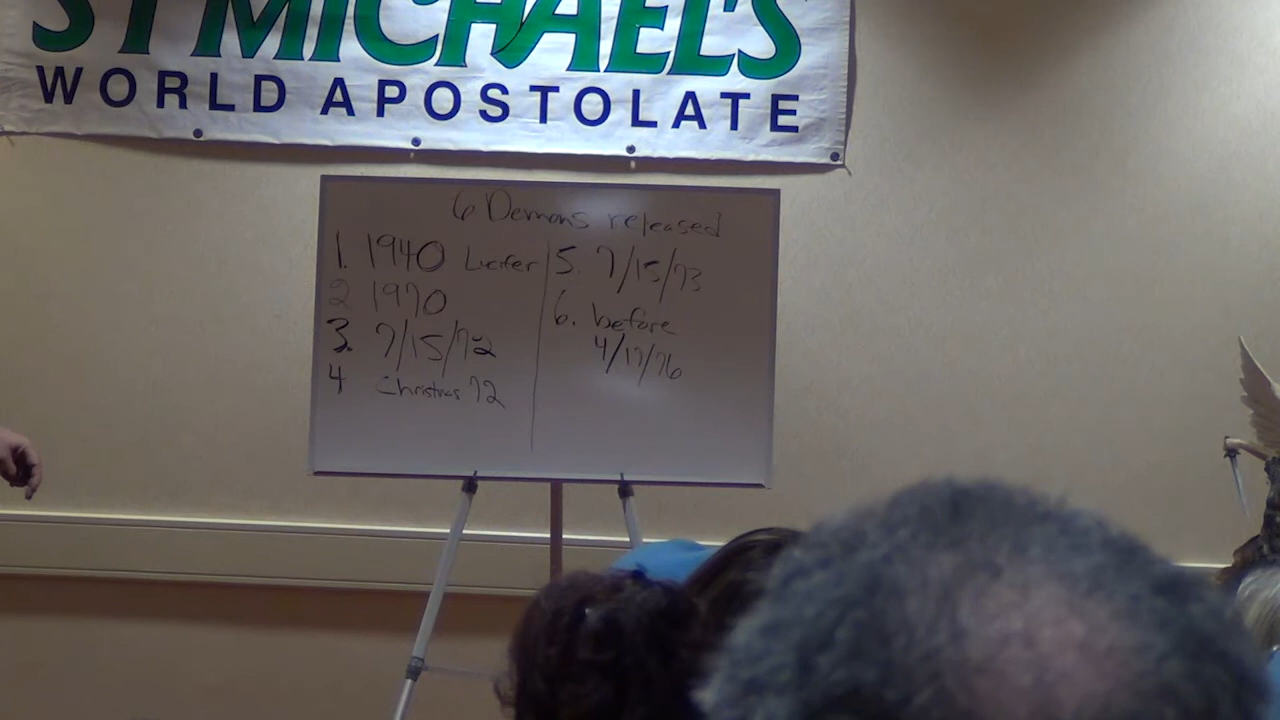 ST MICHAEL'S
WORLD APOSTOLATE
6 Demons released
1. 1940 Lucifer
2 1970
3. 7/15/72
4 Christmas 72
5. 7/15/73
6. before
4/17/76